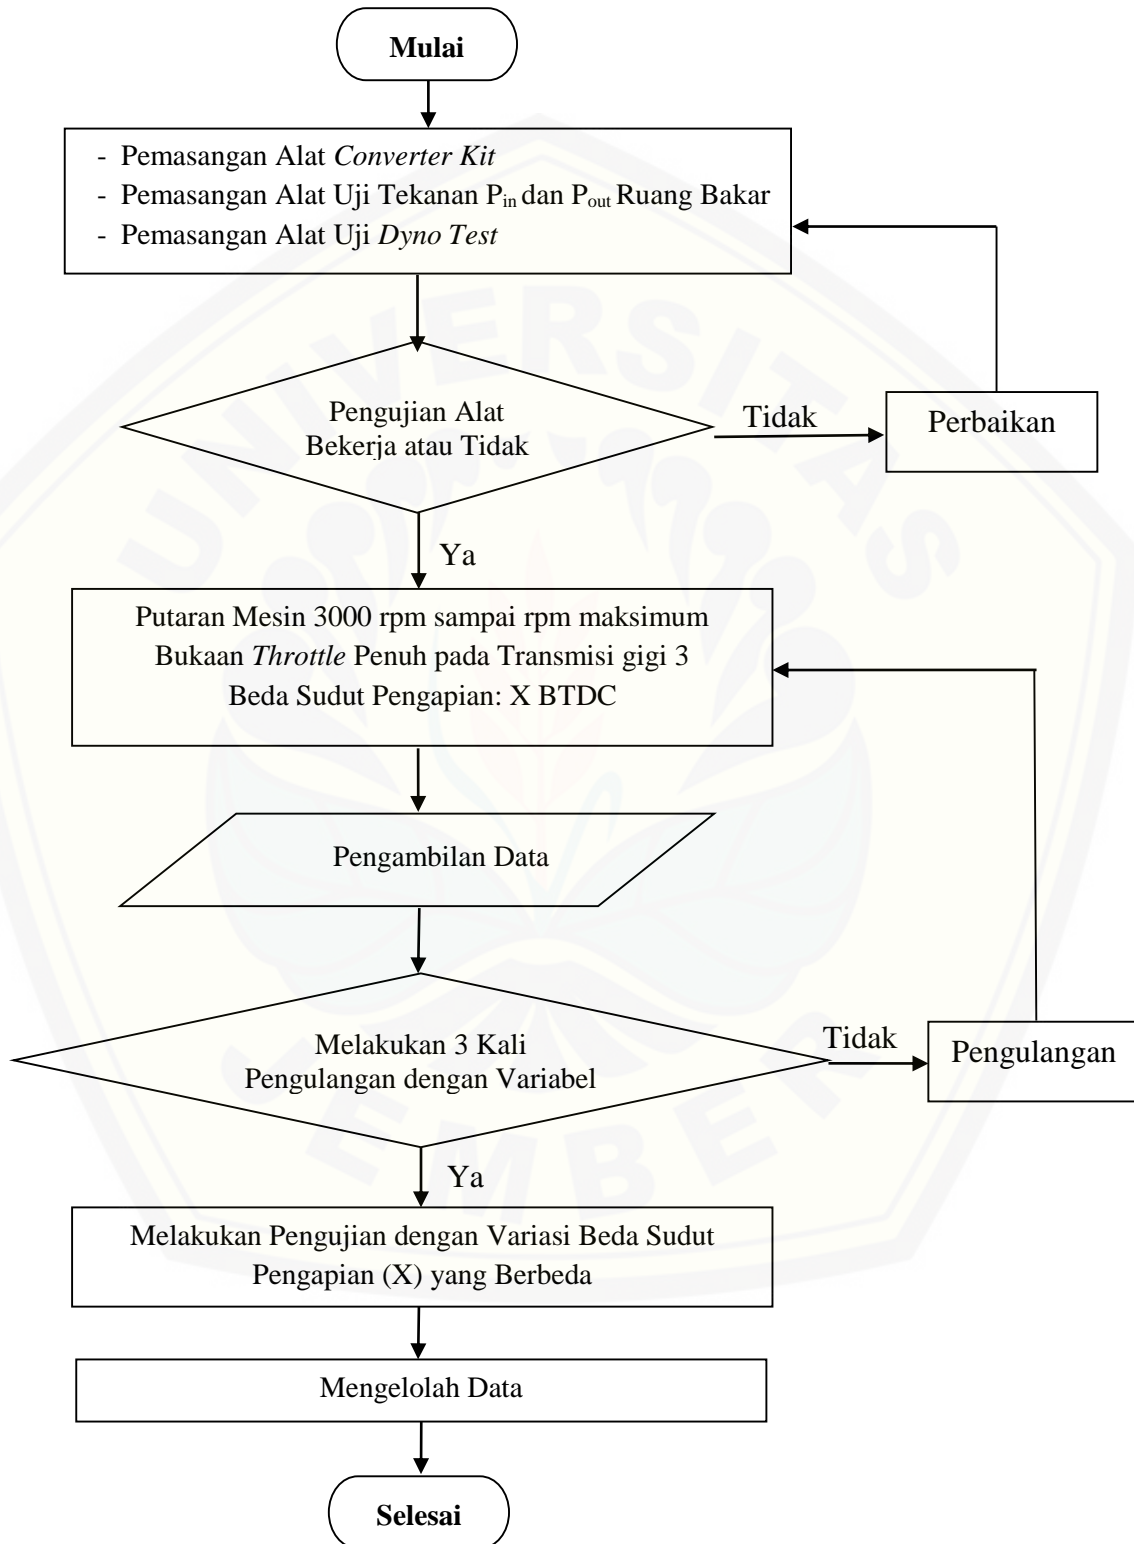 Mulai
- Pemasangan Alat Converter Kit
- Pemasangan Alat Uji Tekanan Pin dan Pout Ruang Bakar
- Pemasangan Alat Uji Dyno Test
Pengujian Alat
Bekerja atau Tidak
Tidak
Perbaikan
Ya
Putaran Mesin 3000 rpm sampai rpm maksimum
Bukaan Throttle Penuh pada Transmisi gigi 3
Beda Sudut Pengapian: X BTDC
Pengambilan Data
Melakukan 3 Kali
Pengulangan dengan Variabel
Tidak
Pengulangan
Ya
Melakukan Pengujian dengan Variasi Beda Sudut
Pengapian (X) yang Berbeda
Mengelolah Data
Selesai
UNIVERSITAS
JEMBER